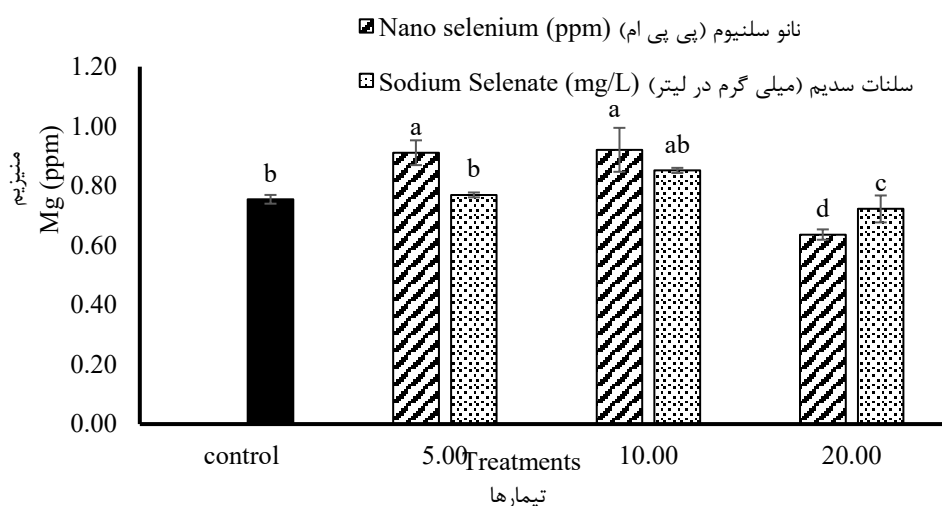 Nano selenium (ppm) نانو سلنیوم (پی پی ام)
Sodium Selenate (mg/L) سلنات سدیم (میلی گرم در لیتر)
منیزیم
Mg (ppm)
1.20
1.00
0.80
0.60
0.40
0.20
0.00
b
a
b
a
ab
d
c
control
5.00
10.00
20.00
Treatments
تیمارها